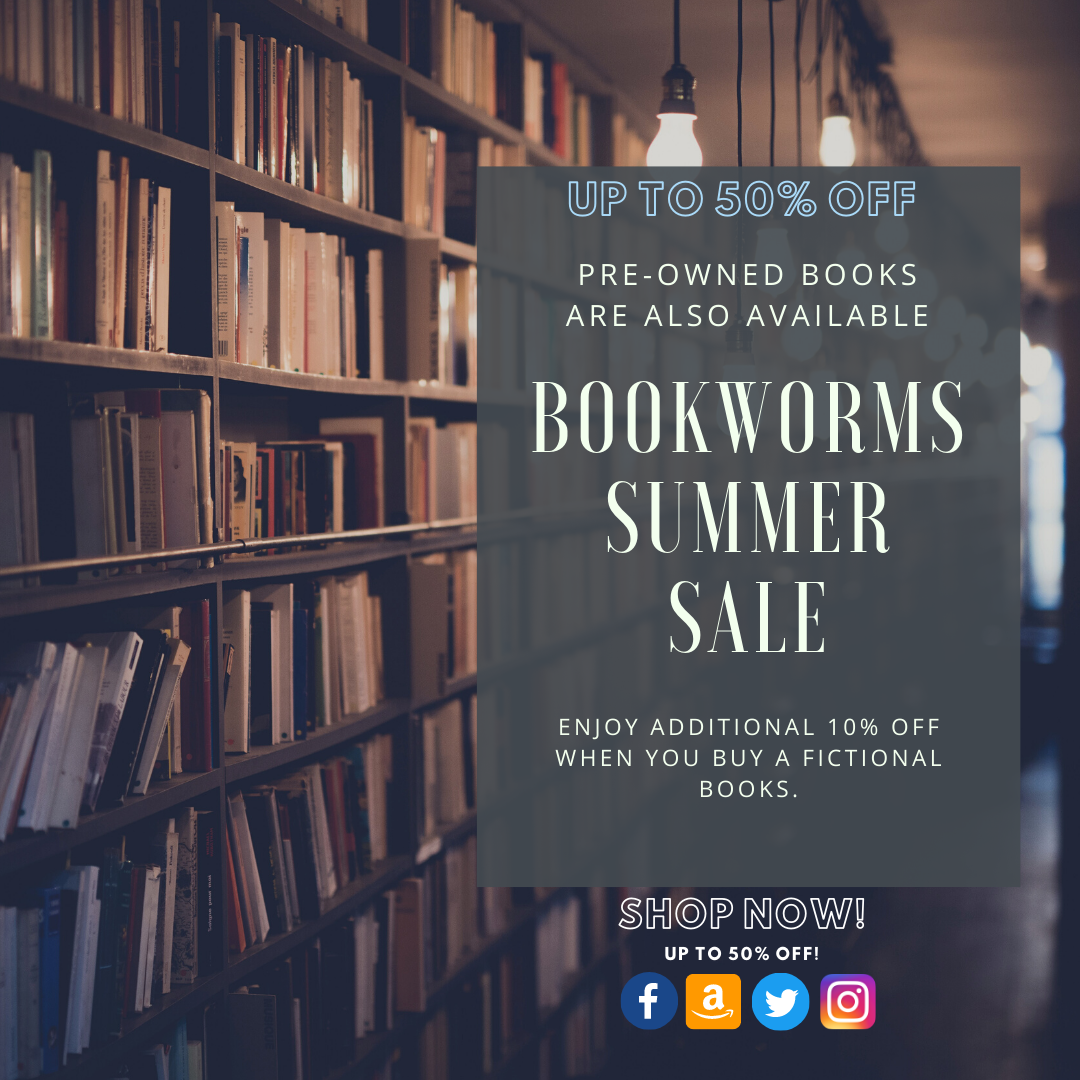 UP TO 50% OFF
PRE-OWNED BOOKS
ARE ALSO AVAILABLE
BOOKWORMS
SUMMER
SALE
ENJOY ADDITIONAL 10% OFF
WHEN YOU BUY A FICTIONAL
BOOKS.
SHOP NOW!
UP TO 50% OFF!